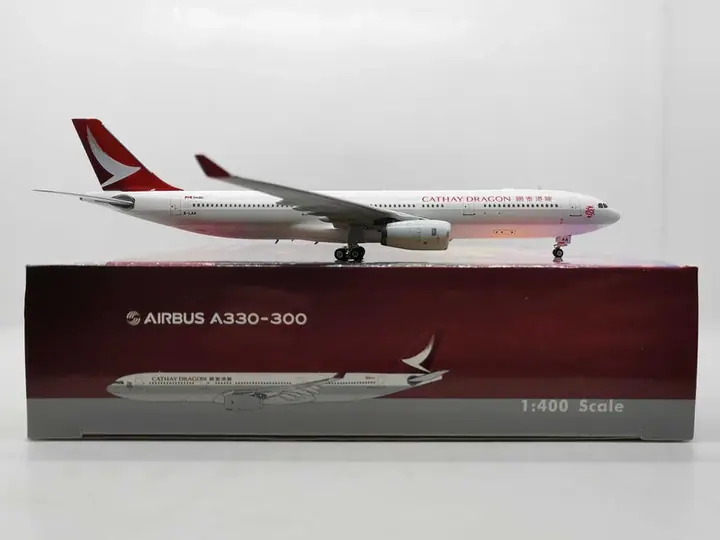 CATHAY DRAGON 國泰港龍
AIRBUS A330-300
CATHAY DRAGON 國泰港龍
1:400 Scale